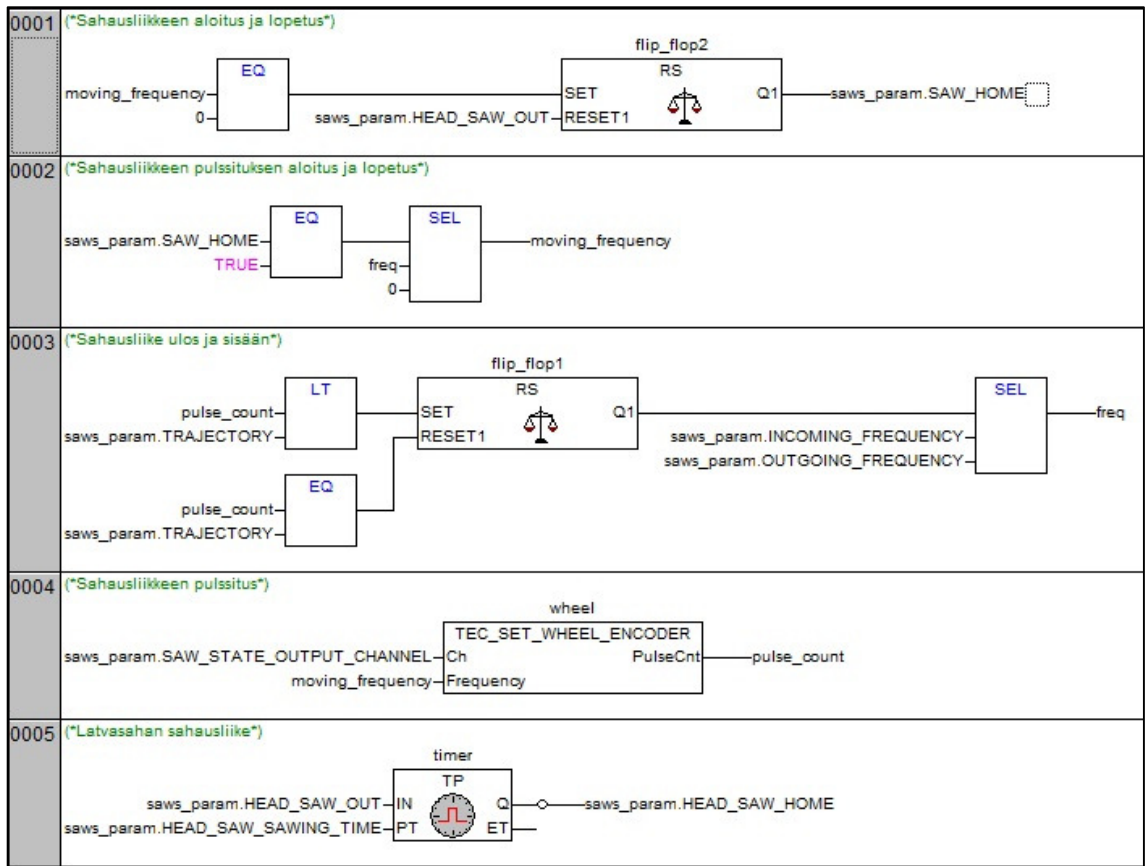 0001 (*Sahausliikkeen aloitus ja lopetus*)
flip_flop2
EQ
RS
moving_frequency
SET
Q1
saws_param.SAW_HOME
0
saws_param.HEAD_SAW_OUT
RESET1
0002 (*Sahausliikkeen pulssituksen aloitus ja lopetus*)
EQ
SEL
saws_param.SAW_HOME
moving_frequency
TRUE
freq
0
0003 (*Sahausliike ulos ja sisään*)
flip_flop1
LT
RS
SEL
pulse_count
SET
Q1
freq
saws_param.TRAJECTORY
RESET1
saws_param.INCOMING_FREQUENCY
saws_param.OUTGOING_FREQUENCY
EQ
pulse_count
saws_param.TRAJECTORY
0004 (*Sahausliikkeen pulssitus*)
wheel
TEC_SET_WHEEL_ENCODER
saws_param.SAW_STATE_OUTPUT_CHANNEL
Ch
PulseCnt
pulse_count
moving_frequency
Frequency
0005 (*Latvasahan sahausliike*)
timer
TP
saws_param.HEAD_SAW_OUT
IN
Q
saws_param.HEAD_SAW_HOME
saws_param.HEAD_SAW_SAWING_TIME
PT
ET